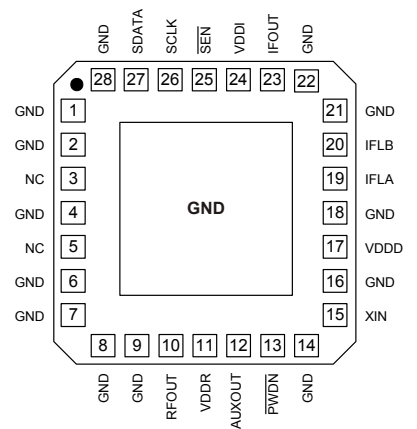 GND SDATA SCLK SEN VDDI IFOUT GND
28 27 26 25 24 23 22
GND 1
GND 2
NC 3
GND 4
NC 5
GND 6
GND 7
GND
21 GND
20 IFLB
19 IFLA
18 GND
17 VDDD
16 GND
15 XIN
8 9 10 11 12 13 14
GND GND RFOUT VDDR AUXOUT PWDN GND